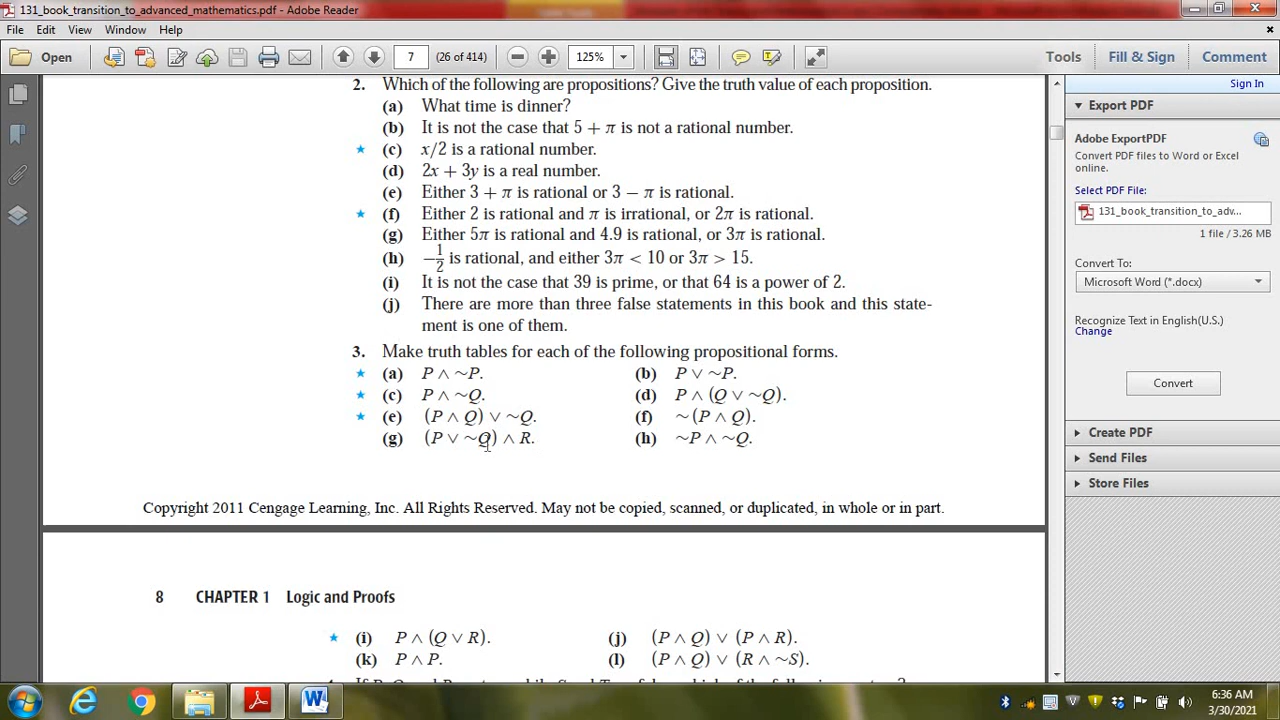 131_book_transition_to_advanced_mathematics.pdf - Adobe Reader
File Edit View Window Help
Open 7 (26 of 414) 125% Tools Fill & Sign Comment
Sign In
2. Which of the following are propositions? Give the truth value of each proposition.
(a) What time is dinner?
(b) It is not the case that 5 + π is not a rational number.
★ (c) x/2 is a rational number.
(d) 2x + 3y is a real number.
(e) Either 3 + π is rational or 3 − π is rational.
★ (f) Either 2 is rational and π is irrational, or 2π is rational.
(g) Either 5π is rational and 4.9 is rational, or 3π is rational.
(h) −1/2 is rational, and either 3π < 10 or 3π > 15.
(i) It is not the case that 39 is prime, or that 64 is a power of 2.
(j) There are more than three false statements in this book and this state-
ment is one of them.
3. Make truth tables for each of the following propositional forms.
★ (a) P ∧ ~P. (b) P ∨ ~P.
★ (c) P ∧ ~Q. (d) P ∧ (Q ∨ ~Q).
★ (e) (P ∧ Q) ∨ ~Q. (f) ~(P ∧ Q).
(g) (P ∨ ~Q) ∧ R. (h) ~P ∧ ~Q.
Copyright 2011 Cengage Learning, Inc. All Rights Reserved. May not be copied, scanned, or duplicated, in whole or in part.
8 CHAPTER 1 Logic and Proofs
★ (i) P ∧ (Q ∨ R). (j) (P ∧ Q) ∨ (P ∧ R).
(k) P ∧ P. (l) (P ∧ Q) ∨ (R ∧ ~S).
Export PDF
Adobe ExportPDF
Convert PDF files to Word or Excel
online.
Select PDF File:
131_book_transition_to_adv...
1 file / 3.26 MB
Convert To:
Microsoft Word (*.docx)
Recognize Text in English(U.S.)
Change
Convert
Create PDF
Send Files
Store Files
6:36 AM
3/30/2021